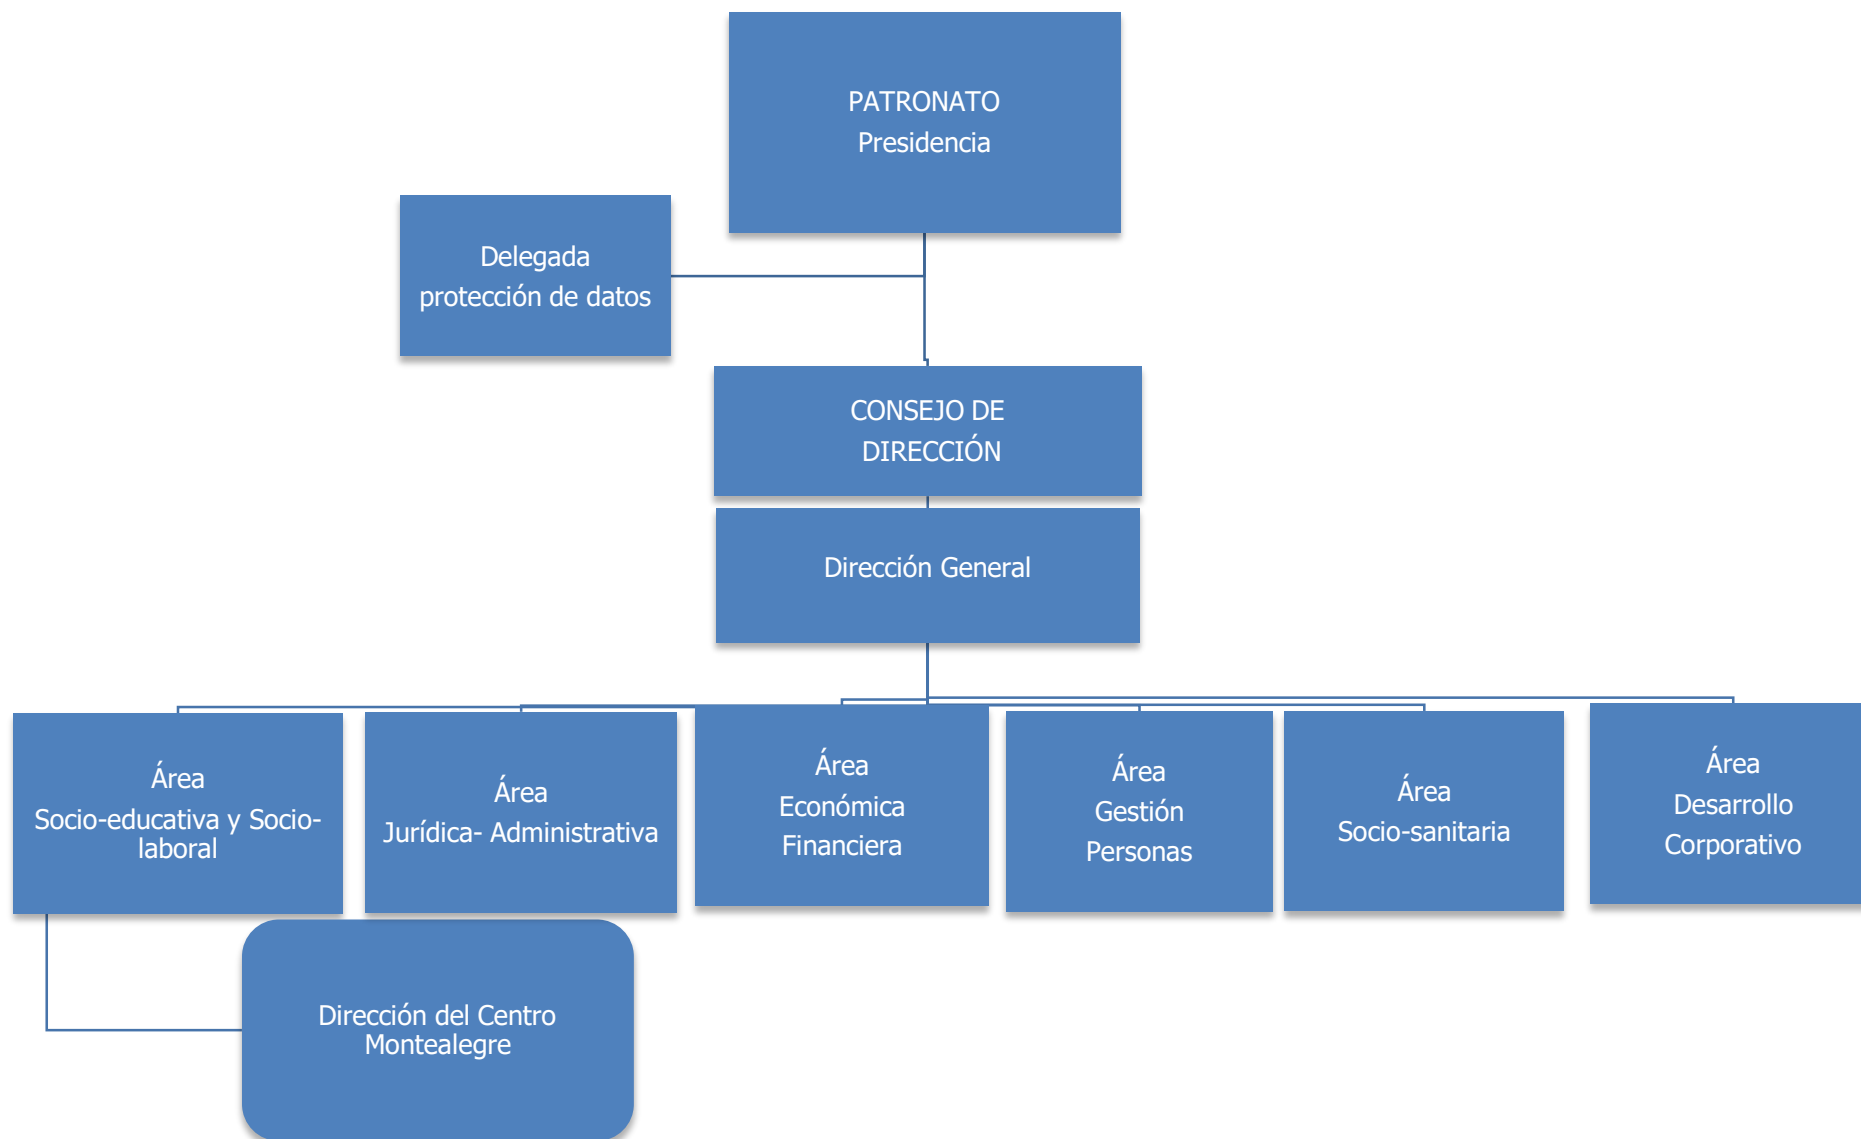 PATRONATO
Presidencia
Delegada
protección de datos
CONSEJO DE
DIRECCIÓN
Dirección General
Área
Socio-educativa y Socio-
laboral
Área
Jurídica- Administrativa
Área
Económica
Financiera
Área
Gestión
Personas
Área
Socio-sanitaria
Área
Desarrollo
Corporativo
Dirección del Centro
Montealegre